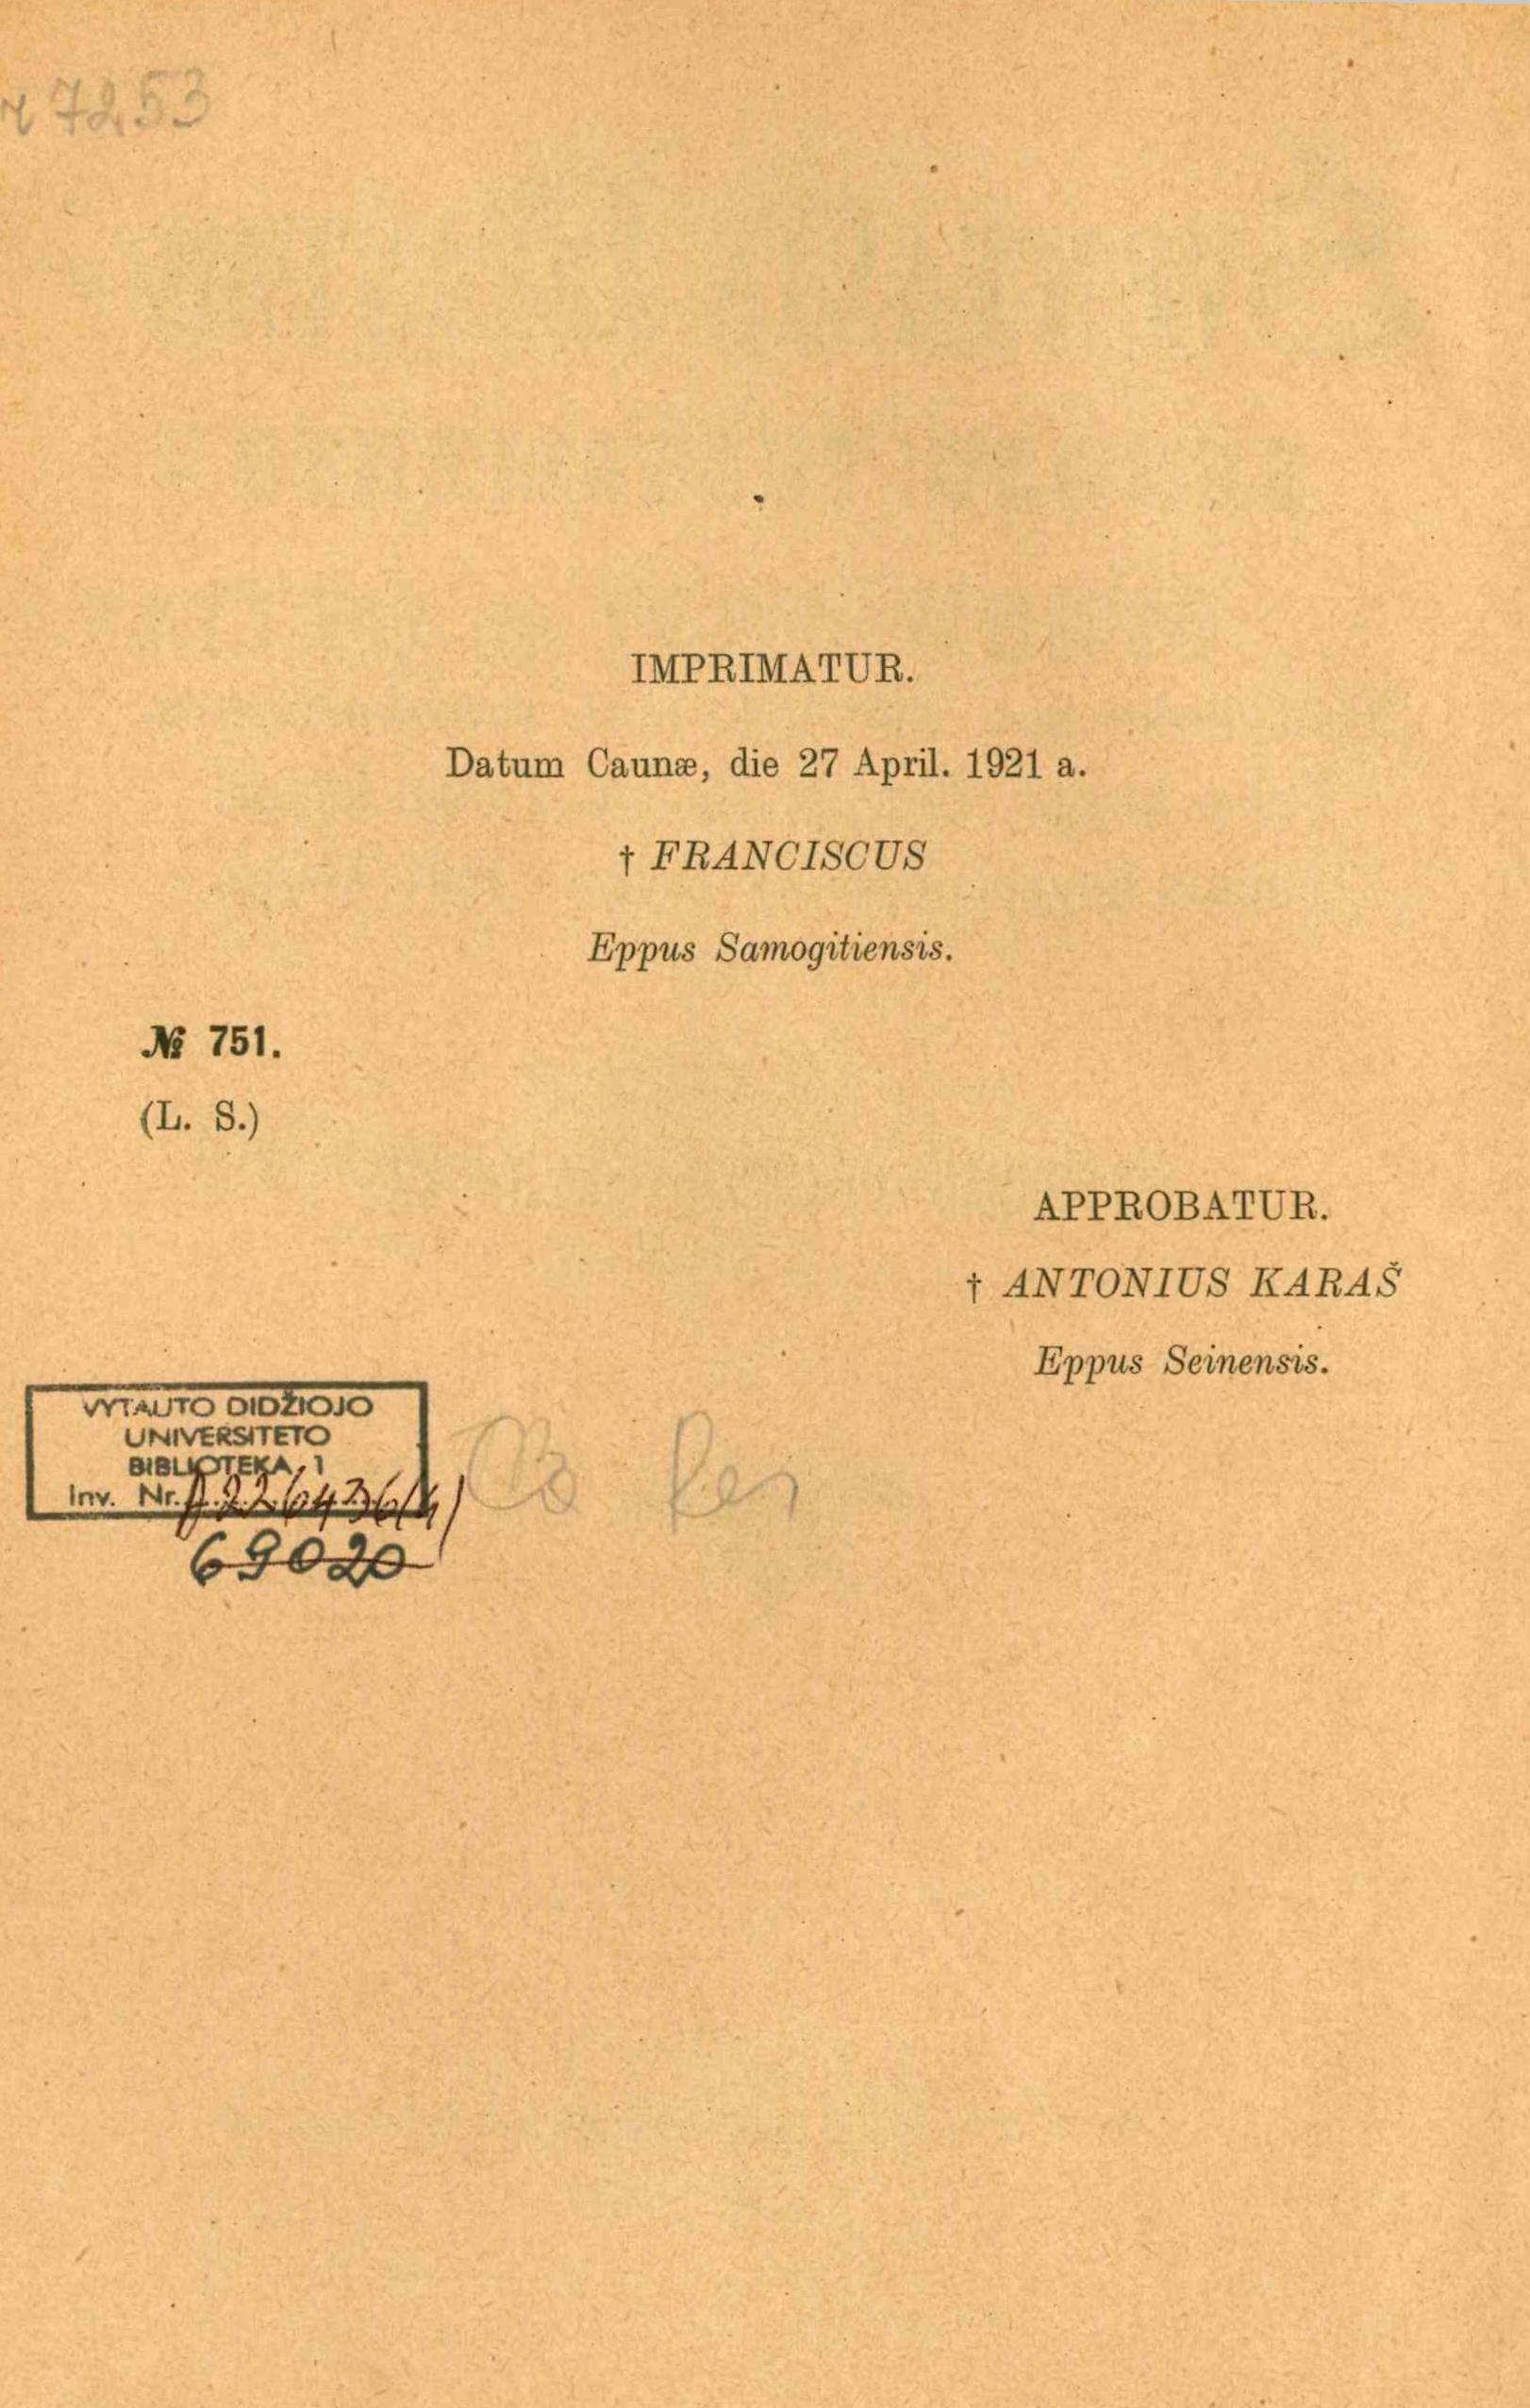 7253
IMPRIMATUR.
Datum Caunæ, die 27 April. 1921 a.
† FRANCISCUS
Eppus Samogitiensis.
№ 751.
(L. S.)
APPROBATUR.
† ANTONIUS KARAŠ
Eppus Seinensis.
VYTAUTO DIDŽIOJO
UNIVERSITETO
BIBLIOTEKA, 1
Inv. Nr.
69020